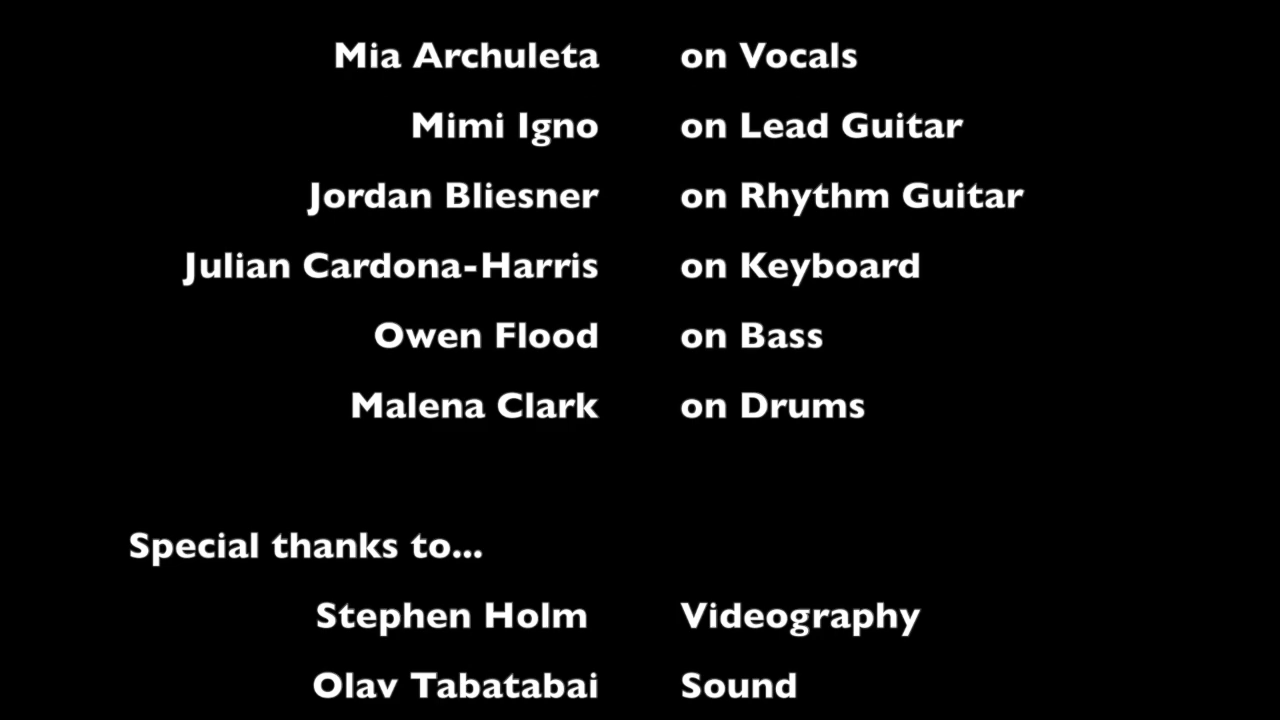 Mia Archuleta on Vocals
Mimi Igno on Lead Guitar
Jordan Bliesner on Rhythm Guitar
Julian Cardona-Harris on Keyboard
Owen Flood on Bass
Malena Clark on Drums
Special thanks to...
Stephen Holm Videography
Olav Tabatabai Sound